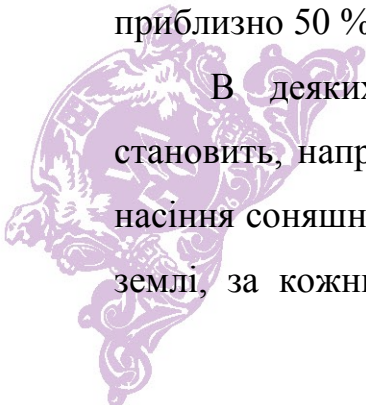 приблизно 50 %
В деяких
становить, напр
насіння соняшн
землі, за кожн